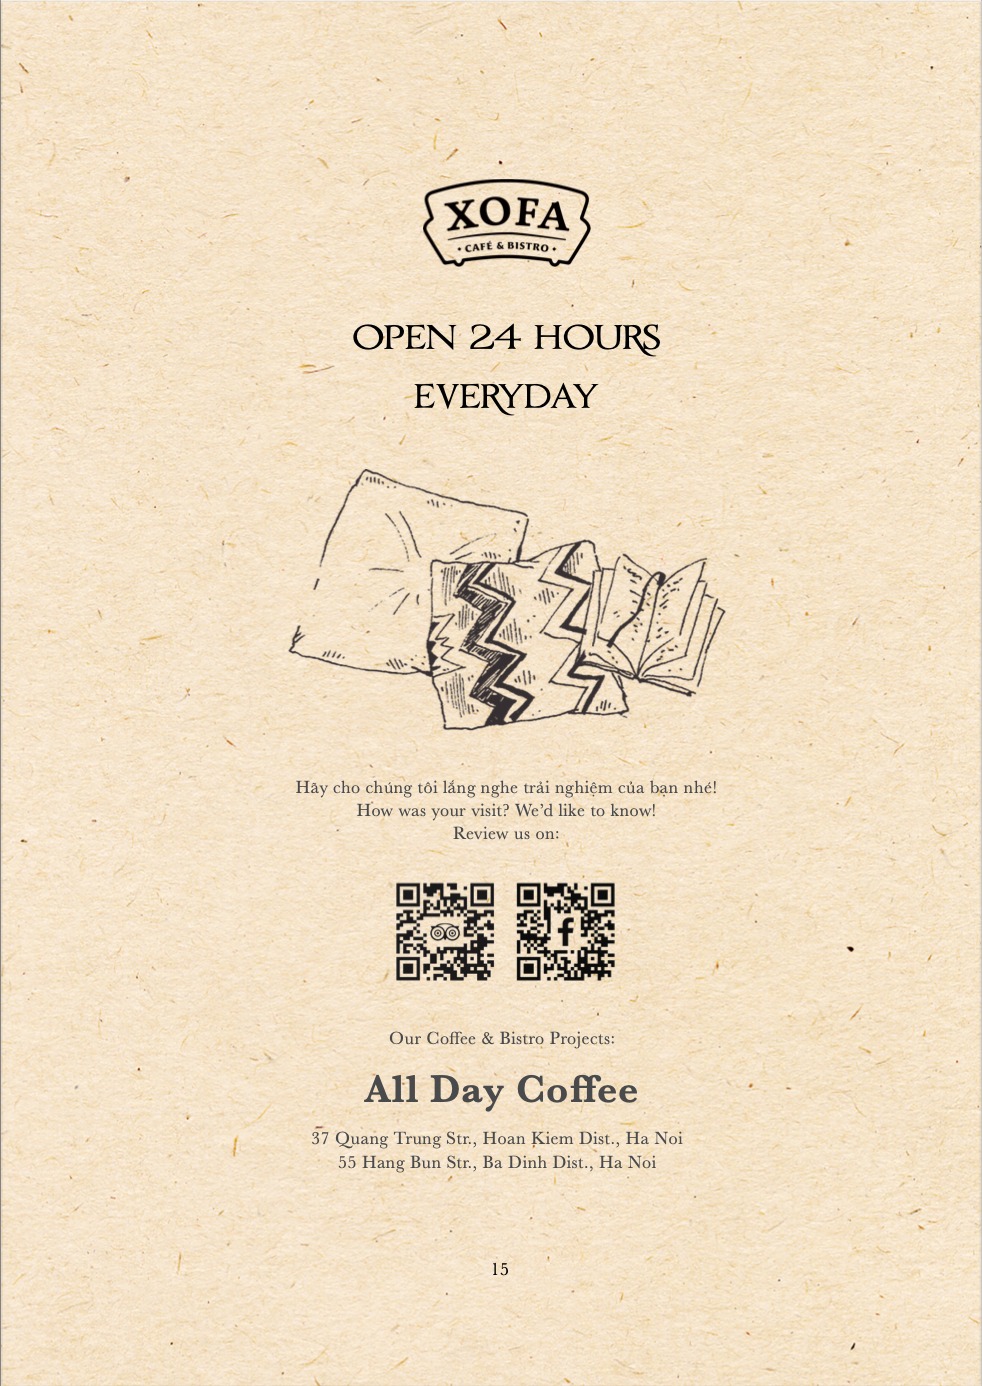 XOFA
• CAFÉ & BISTRO •
OPEN 24 HOURS
EVERYDAY
Hãy cho chúng tôi lắng nghe trải nghiệm của bạn nhé!
How was your visit? We’d like to know!
Review us on:
Our Coffee & Bistro Projects:
All Day Coffee
37 Quang Trung Str., Hoan Kiem Dist., Ha Noi
55 Hang Bun Str., Ba Dinh Dist., Ha Noi
15